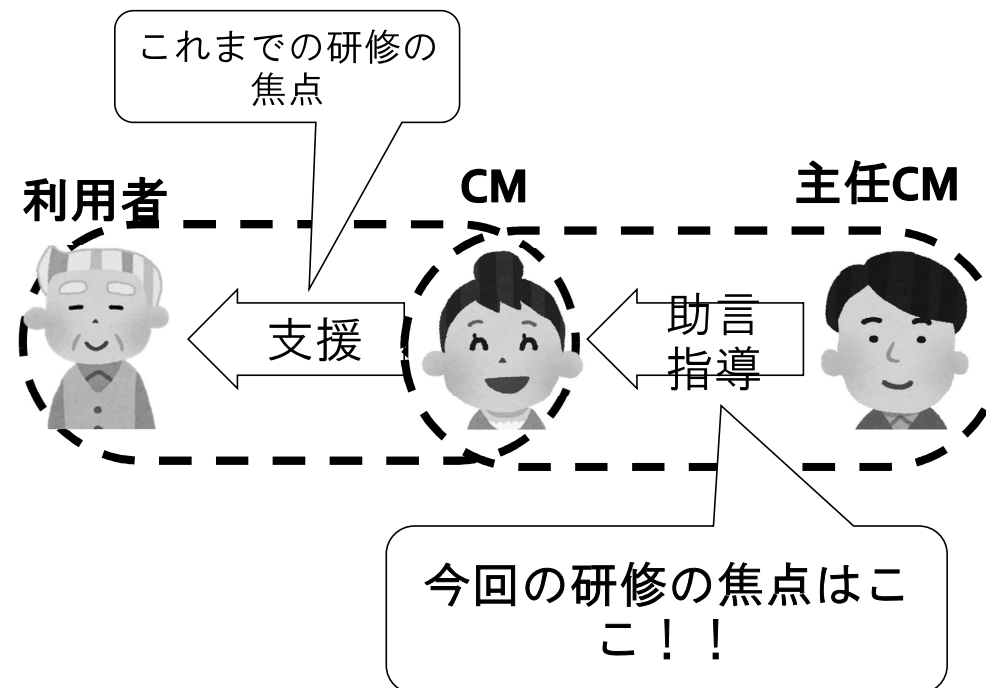 これまでの研修の
焦点
利用者
CM
主任CM
支援
助言
指導
今回の研修の焦点はこ
こ！！